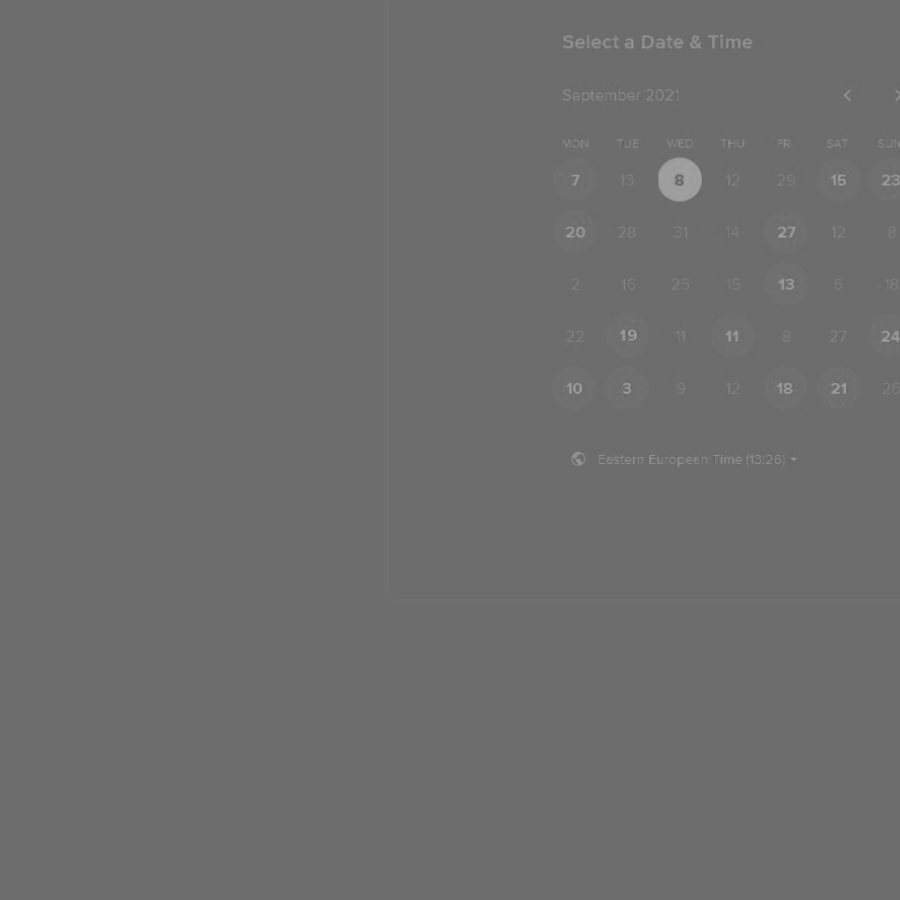 Select a Date & Time
September 2021
MON TUE WED THU FRI SAT SUN
7 13 8 12 29 15 23
20 28 31 14 27 12 8
2 16 25 15 13 6 18
22 19 11 11 8 27 24
10 3 9 12 18 21 26
Eastern European Time (13:26)